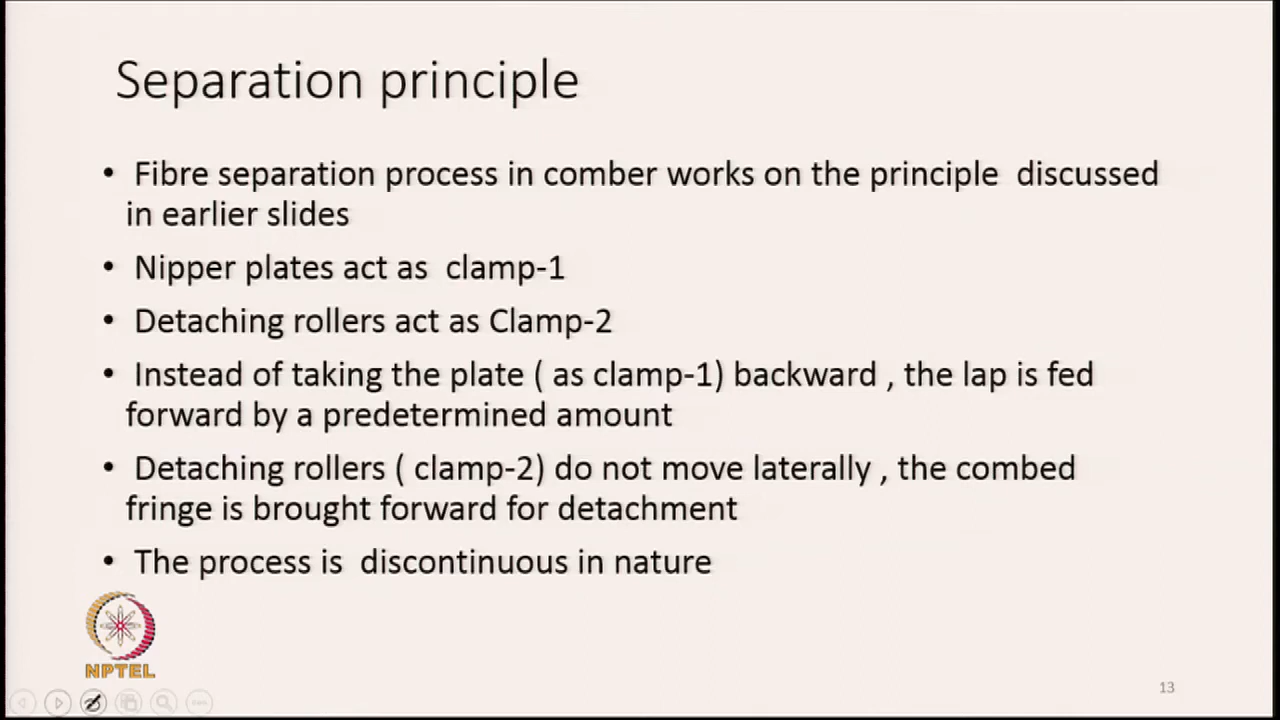 Separation principle
• Fibre separation process in comber works on the principle discussed
in earlier slides
• Nipper plates act as clamp-1
• Detaching rollers act as Clamp-2
• Instead of taking the plate ( as clamp-1) backward , the lap is fed
forward by a predetermined amount
• Detaching rollers ( clamp-2) do not move laterally , the combed
fringe is brought forward for detachment
• The process is discontinuous in nature
NPTEL
13